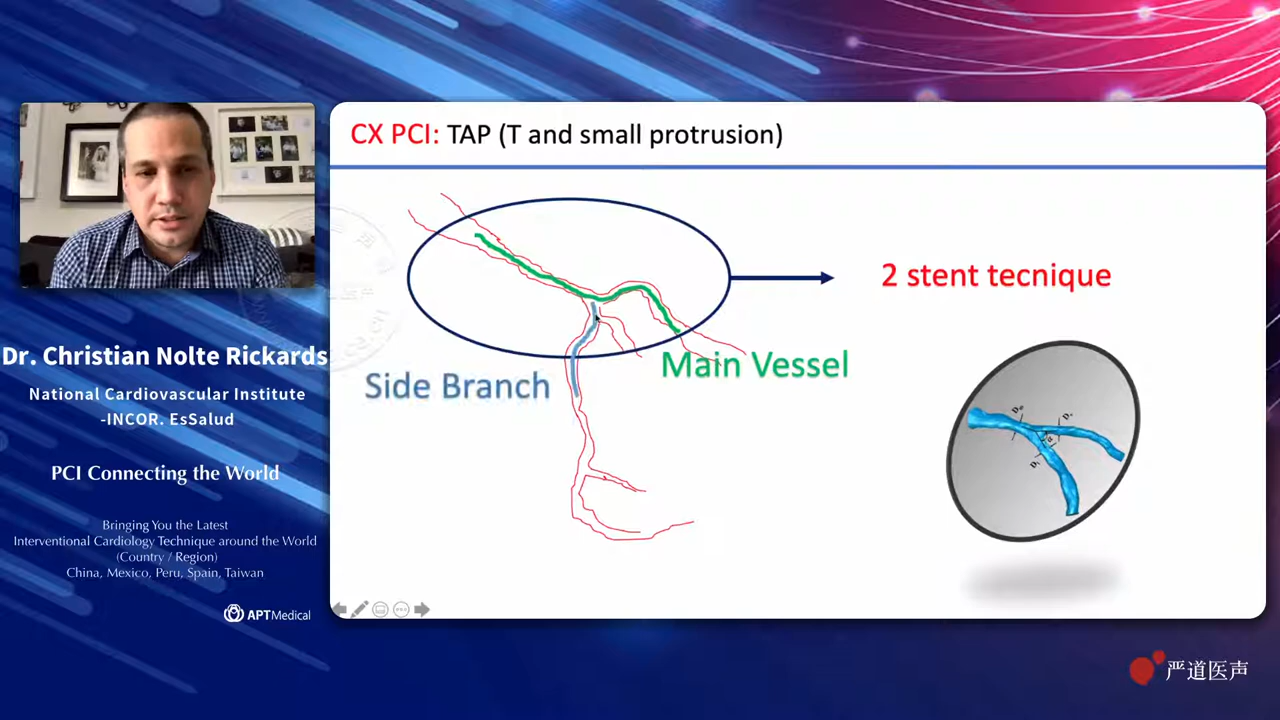 CX PCI: TAP (T and small protrusion)
2 stent tecnique
Main Vessel
Side Branch
Dr. Christian Nolte Rickards
National Cardiovascular Institute
-INCOR. EsSalud
PCI Connecting the World
Bringing You the Latest
Interventional Cardiology Technique around the World
(Country / Region)
China, Mexico, Peru, Spain, Taiwan
APTMedical
严道医声